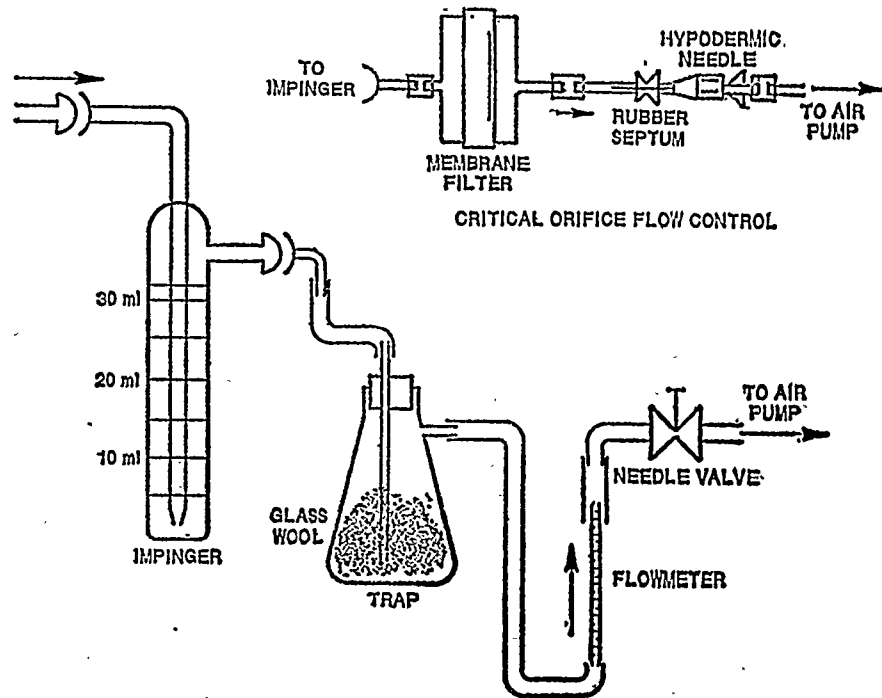 TO
IMPINGER
HYPODERMIC
NEEDLE
RUBBER
SEPTUM
TO AIR
PUMP
MEMBRANE
FILTER
CRITICAL ORIFICE FLOW CONTROL
30 ml
20 ml
10 ml
IMPINGER
GLASS
WOOL
TRAP
TO AIR
PUMP
NEEDLE VALVE
FLOWMETER